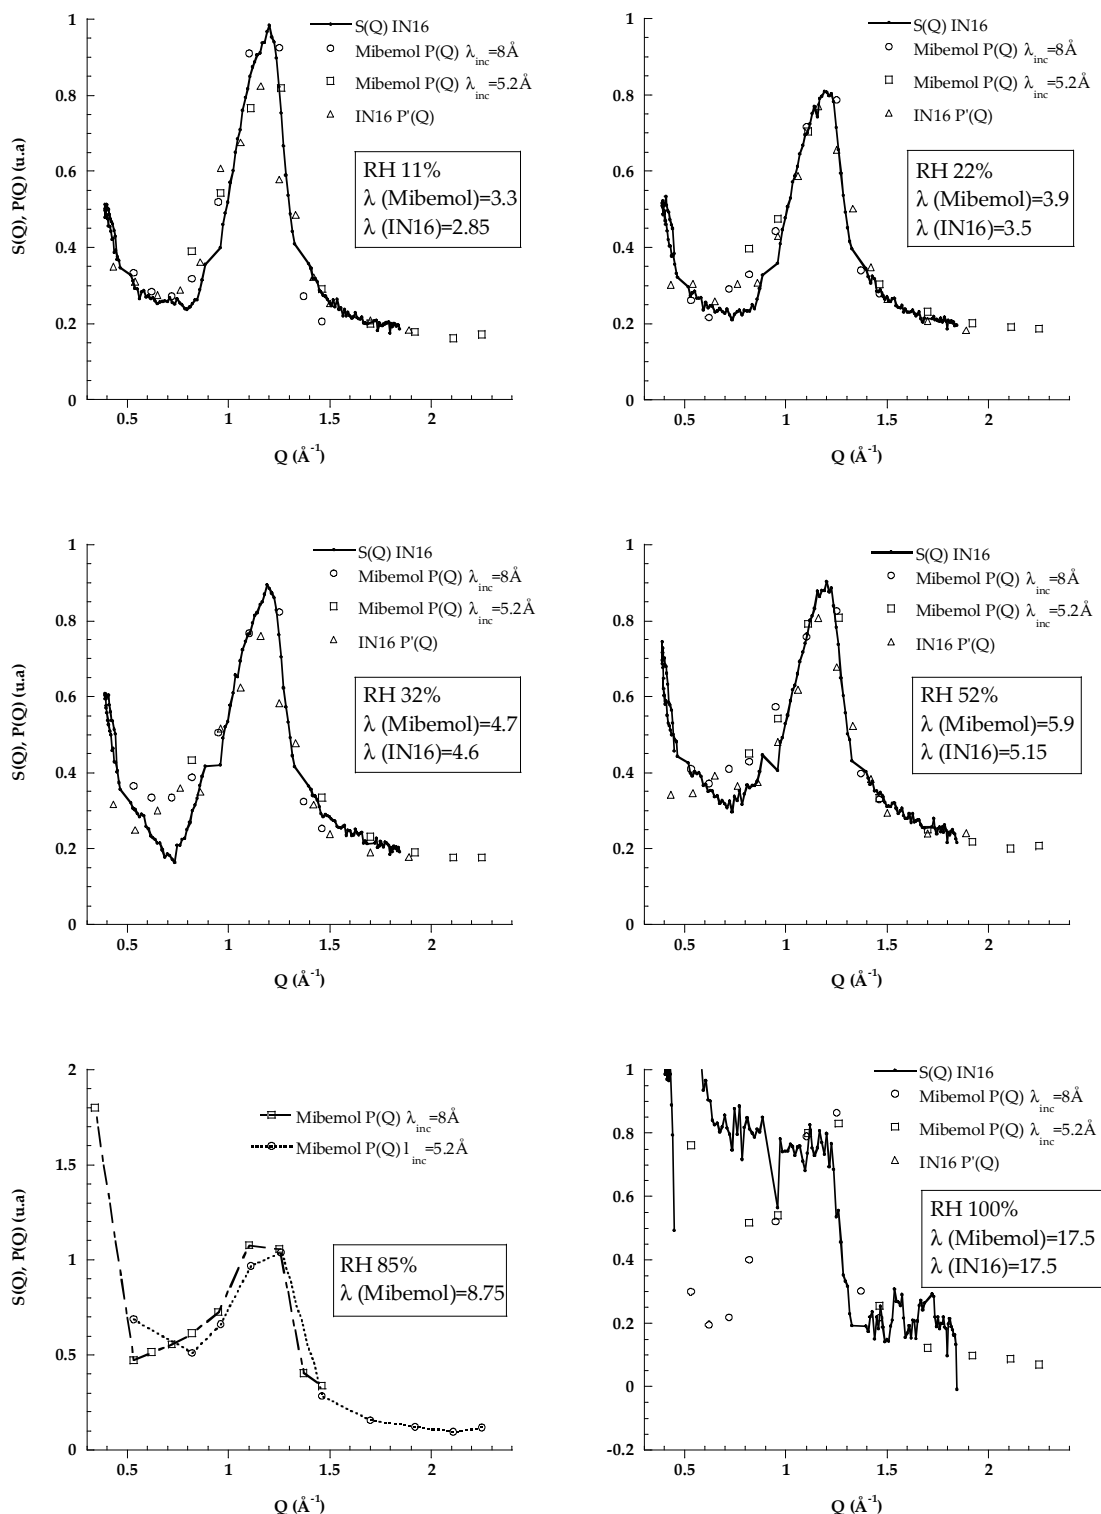 S(Q) IN16
Mibemol P(Q) λinc=8Å
Mibemol P(Q) λinc=5.2Å
IN16 P'(Q)
RH 11%
λ (Mibemol)=3.3
λ (IN16)=2.85
S(Q), P(Q) (u.a)
1
0.8
0.6
0.4
0.2
0
0.5 1 1.5 2
Q (Å-1)
S(Q) IN16
Mibemol P(Q) λinc=8Å
Mibemol P(Q) λinc=5.2Å
IN16 P'(Q)
RH 22%
λ (Mibemol)=3.9
λ (IN16)=3.5
1
0.8
0.6
0.4
0.2
0
0.5 1 1.5 2
Q (Å-1)
S(Q) IN16
Mibemol P(Q) λinc=8Å
Mibemol P(Q) λinc=5.2Å
IN16 P'(Q)
RH 32%
λ (Mibemol)=4.7
λ (IN16)=4.6
S(Q), P(Q) (u.a)
1
0.8
0.6
0.4
0.2
0
0.5 1 1.5 2
Q (Å-1)
S(Q) IN16
Mibemol P(Q) λinc=8Å
Mibemol P(Q) λinc=5.2Å
IN16 P'(Q)
RH 52%
λ (Mibemol)=5.9
λ (IN16)=5.15
1
0.8
0.6
0.4
0.2
0
0.5 1 1.5 2
Q (Å-1)
Mibemol P(Q) λinc=8Å
Mibemol P(Q) linc=5.2Å
RH 85%
λ (Mibemol)=8.75
S(Q), P(Q) (u.a)
2
1.5
1
0.5
0
0.5 1 1.5 2
Q (Å-1)
S(Q) IN16
Mibemol P(Q) λinc=8Å
Mibemol P(Q) λinc=5.2Å
IN16 P'(Q)
RH 100%
λ (Mibemol)=17.5
λ (IN16)=17.5
1
0.8
0.6
0.4
0.2
0
-0.2
0.5 1 1.5 2
Q (Å-1)